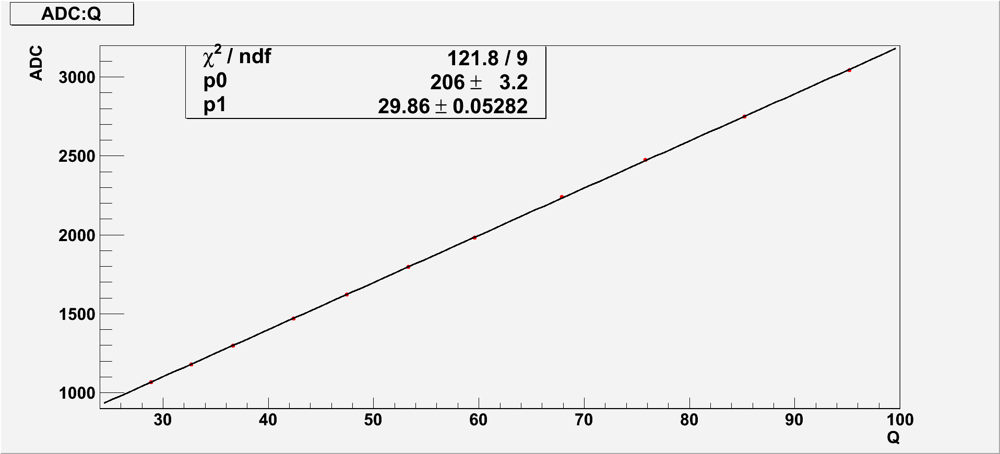 ADC:Q
ADC
χ2 / ndf 121.8 / 9
p0 206 ± 3.2
p1 29.86 ± 0.05282
3000
2500
2000
1500
1000
30 40 50 60 70 80 90 100
Q